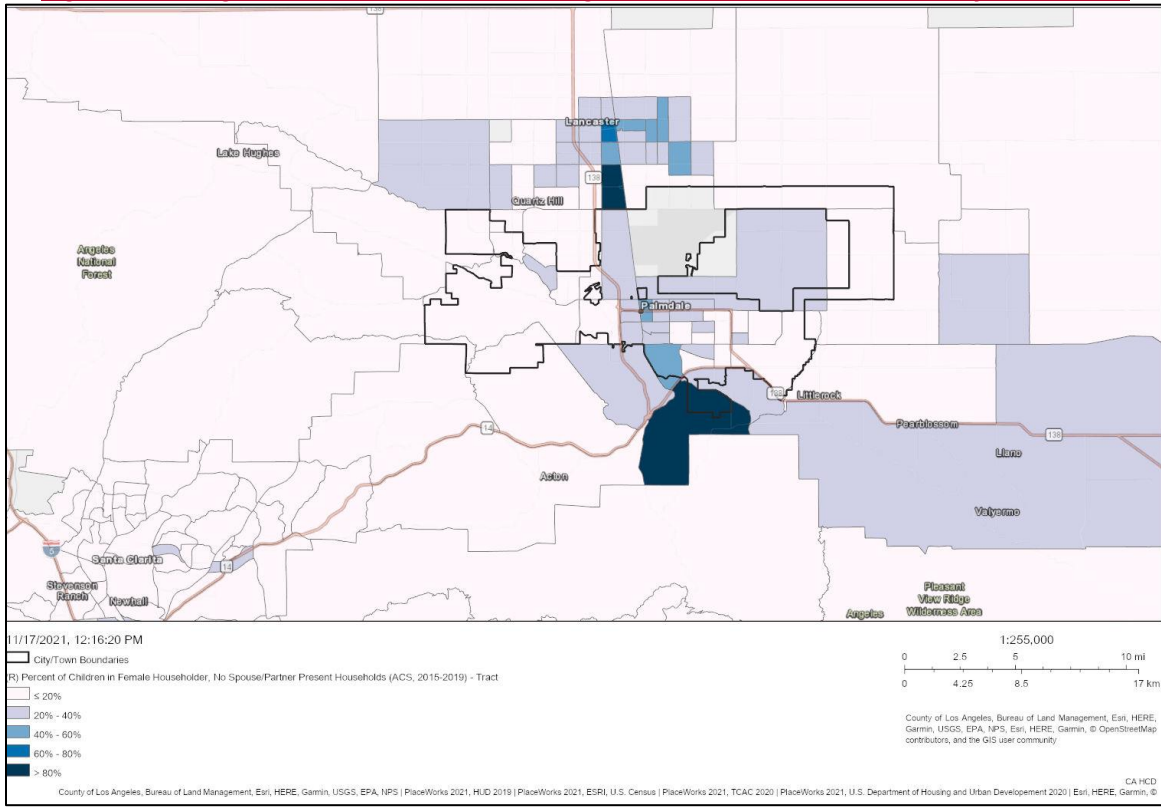 138
Lancaster
Lake Hughes
138
Quartz Hill
Angeles
National
Forest
Palmdale
138
Littlerock
Pearblossom
138
14
Llano
Acton
Valyermo
Santa Clarita
5
14
Stevenson
Ranch
Newhall
Pleasant
View Ridge
Wilderness Area
Angeles
11/17/2021, 12:16:20 PM
1:255,000
City/Town Boundaries
0 2.5 5 10 mi
(R) Percent of Children in Female Householder, No Spouse/Partner Present Households (ACS, 2015-2019) - Tract
0 4.25 8.5 17 km
≤ 20%
20% - 40%
40% - 60%
60% - 80%
> 80%
County of Los Angeles, Bureau of Land Management, Esri, HERE,
Garmin, USGS, EPA, NPS, Esri, HERE, Garmin, © OpenStreetMap
contributors, and the GIS user community
CA HCD
County of Los Angeles, Bureau of Land Management, Esri, HERE, Garmin, USGS, EPA, NPS | PlaceWorks 2021, HUD 2019 | PlaceWorks 2021, ESRI, U.S. Census | PlaceWorks 2021, TCAC 2020 | PlaceWorks 2021, U.S. Department of Housing and Urban Developement 2020 | Esri, HERE, Garmin, ©